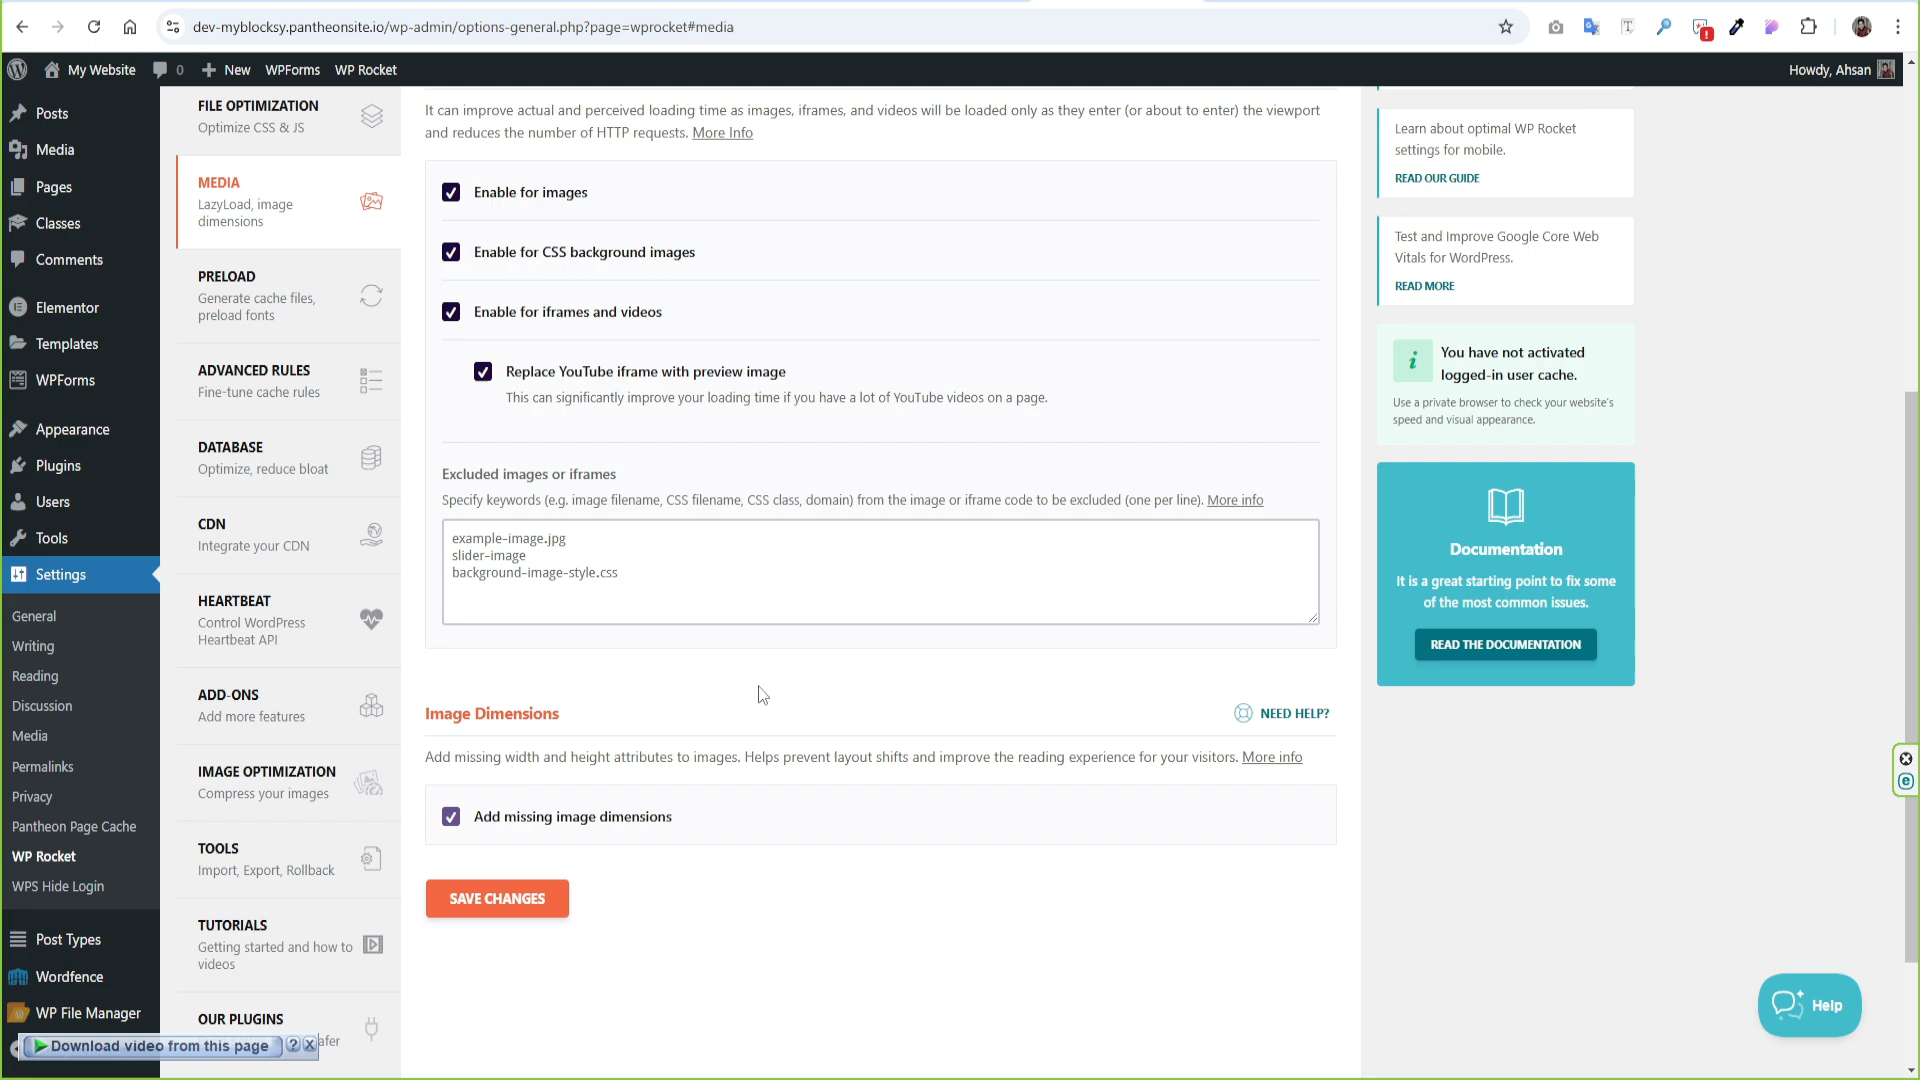 dev-myblocksy.pantheonsite.io/wp-admin/options-general.php?page=wprocket#media
My Website
0
New
WPForms
WP Rocket
Howdy, Ahsan
Posts
Media
Pages
Classes
Comments
Elementor
Templates
WPForms
Appearance
Plugins
Users
Tools
Settings
General
Writing
Reading
Discussion
Media
Permalinks
Privacy
Pantheon Page Cache
WP Rocket
WPS Hide Login
Post Types
Wordfence
WP File Manager
Download video from this page
FILE OPTIMIZATION
Optimize CSS & JS
MEDIA
LazyLoad, image
dimensions
PRELOAD
Generate cache files,
preload fonts
ADVANCED RULES
Fine-tune cache rules
DATABASE
Optimize, reduce bloat
CDN
Integrate your CDN
HEARTBEAT
Control WordPress
Heartbeat API
ADD-ONS
Add more features
IMAGE OPTIMIZATION
Compress your images
TOOLS
Import, Export, Rollback
TUTORIALS
Getting started and how to
videos
OUR PLUGINS
It can improve actual and perceived loading time as images, iframes, and videos will be loaded only as they enter (or about to enter) the viewport
and reduces the number of HTTP requests. More Info
Enable for images
Enable for CSS background images
Enable for iframes and videos
Replace YouTube iframe with preview image
This can significantly improve your loading time if you have a lot of YouTube videos on a page.
Excluded images or iframes
Specify keywords (e.g. image filename, CSS filename, CSS class, domain) from the image or iframe code to be excluded (one per line). More info
example-image.jpg
slider-image
background-image-style.css
Image Dimensions
NEED HELP?
Add missing width and height attributes to images. Helps prevent layout shifts and improve the reading experience for your visitors. More info
Add missing image dimensions
SAVE CHANGES
Learn about optimal WP Rocket
settings for mobile.
READ OUR GUIDE
Test and Improve Google Core Web
Vitals for WordPress.
READ MORE
You have not activated
logged-in user cache.
Use a private browser to check your website's
speed and visual appearance.
Documentation
It is a great starting point to fix some
of the most common issues.
READ THE DOCUMENTATION
Help